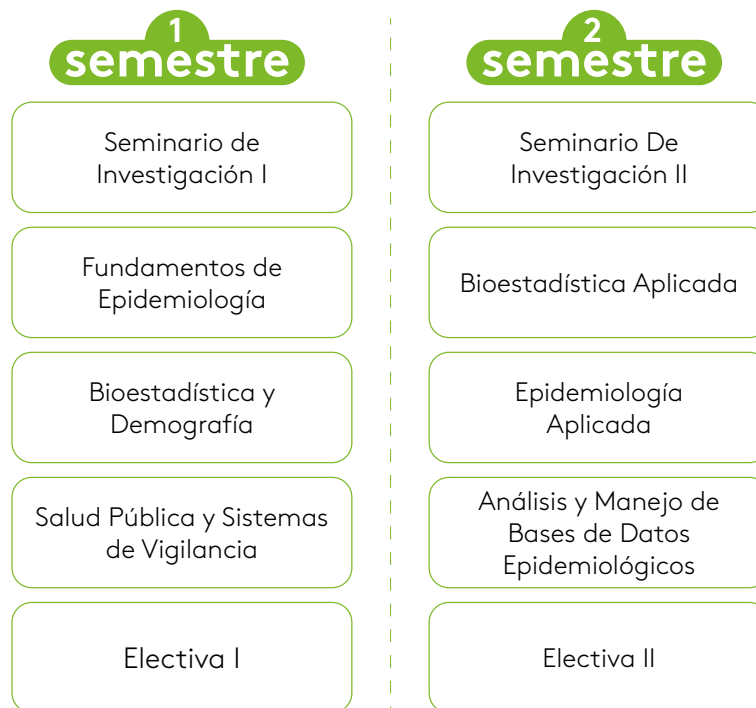 1
semestre
Seminario de
Investigación I
Fundamentos de
Epidemiología
Bioestadística y
Demografía
Salud Pública y Sistemas
de Vigilancia
Electiva I
2
semestre
Seminario De
Investigación II
Bioestadística Aplicada
Epidemiología
Aplicada
Análisis y Manejo de
Bases de Datos
Epidemiológicos
Electiva II